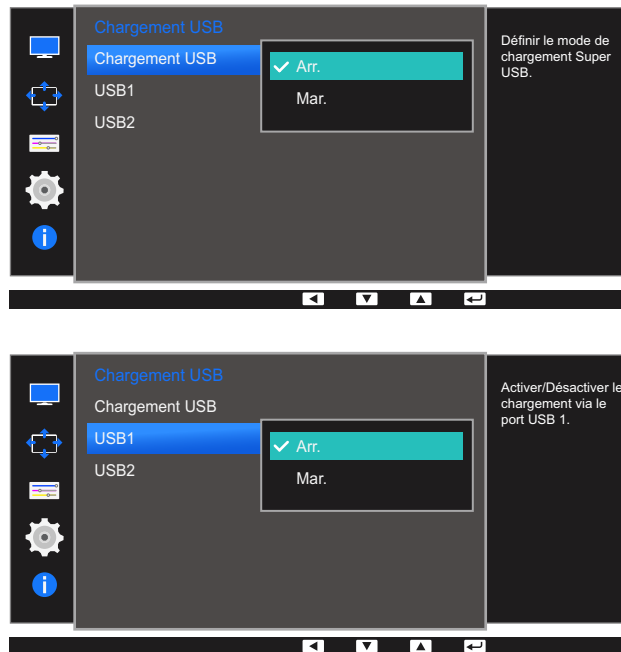 Chargement USB
Chargement USB
Arr.
USB1
Mar.
USB2
Définir le mode de
chargement Super
USB.
Chargement USB
Chargement USB
USB1
Arr.
USB2
Mar.
Activer/Désactiver le
chargement via le
port USB 1.